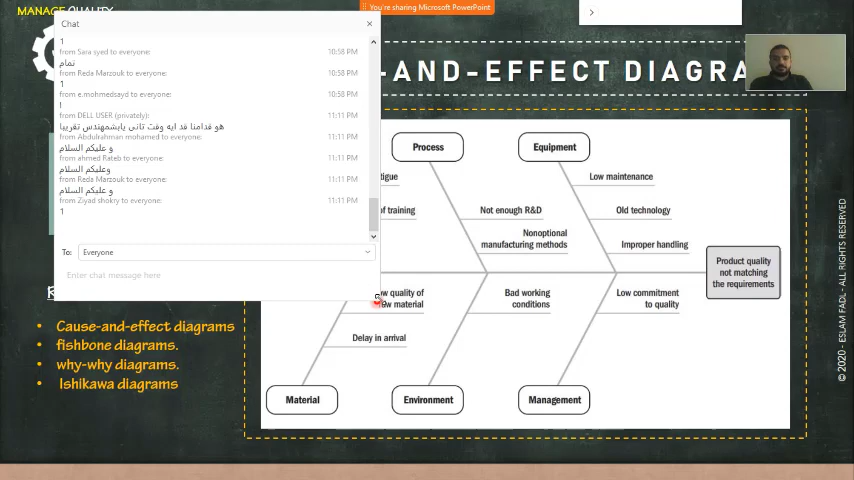 MANAGE QUALITY
You're sharing Microsoft PowerPoint
Chat
1
from Sara syed to everyone: 10:58 PM
تمام
from Reda Marzouk to everyone: 10:58 PM
1
from e.mohmedsayd to everyone: 10:58 PM
from DELL USER (privately): 11:11 PM
هو قدامنا قد ايه وقت تاني يابشمهندس تقريبا
from Abdulrahman mohamed to everyone: 11:11 PM
و عليكم السلام
from ahmed Rateb to everyone: 11:11 PM
وعليكم السلام
from Reda Marzouk to everyone: 11:11 PM
و عليكم السلام
from Ziyad shokry to everyone: 11:11 PM
1
To: Everyone
Enter chat message here
-AND-EFFECT DIAGRA
Process
Equipment
tigue
Low maintenance
of training
Not enough R&D
Old technology
Nonoptional
manufacturing methods
Improper handling
Product quality
not matching
the requirements
quality of
material
Bad working
conditions
Low commitment
to quality
Delay in arrival
Material
Environment
Management
• Cause-and-effect diagrams
• fishbone diagrams.
• why-why diagrams.
• Ishikawa diagrams
© 2020 - ESLAM FADL - ALL RIGHTS RESERVED